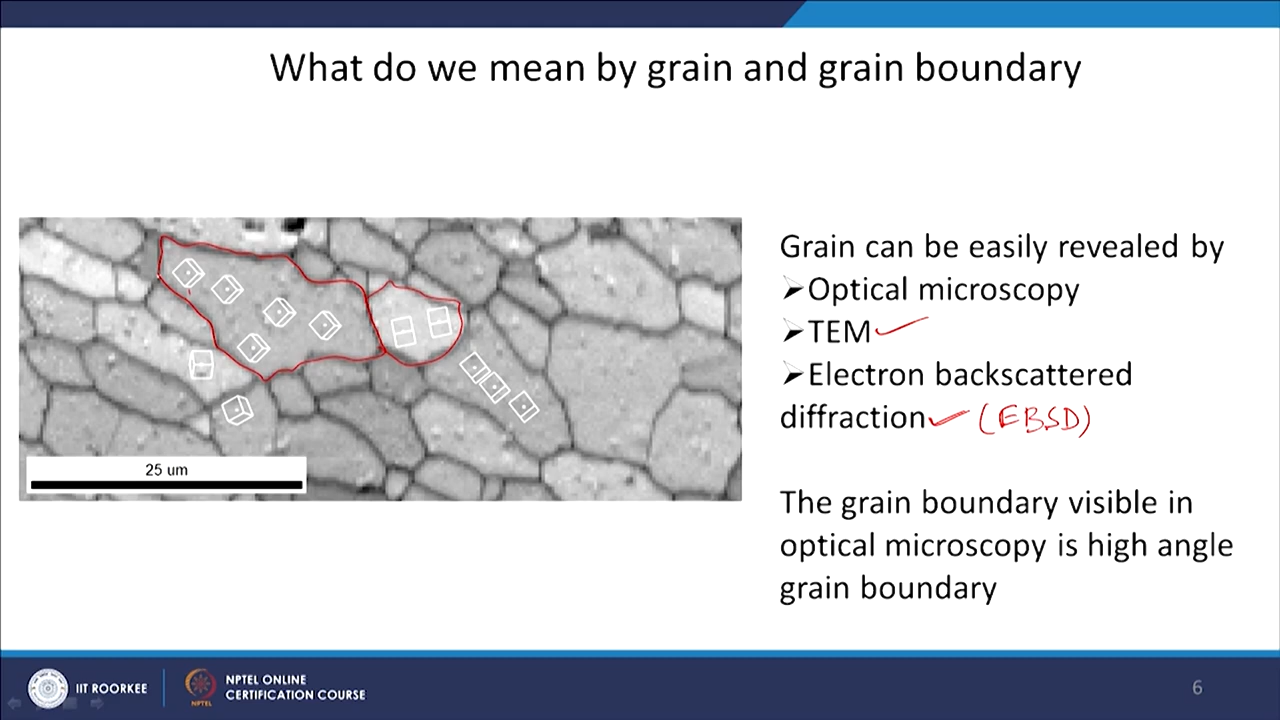 What do we mean by grain and grain boundary
25 um
Grain can be easily revealed by
➤Optical microscopy
➤TEM
➤Electron backscattered
diffraction (EBSD)
The grain boundary visible in
optical microscopy is high angle
grain boundary
IIT ROORKEE
NPTEL
NPTEL ONLINE
CERTIFICATION COURSE
6